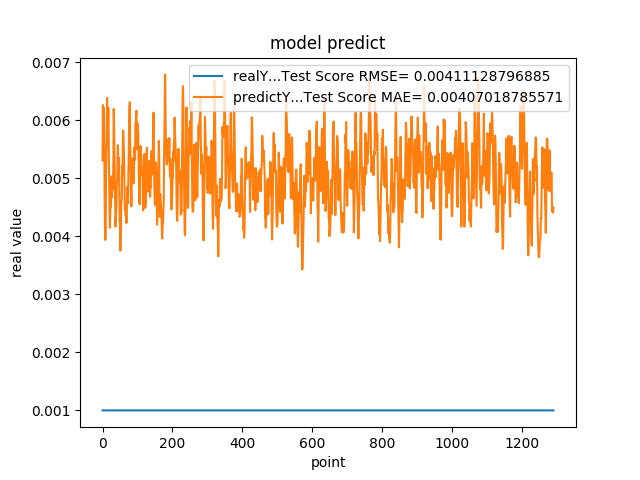 model predict
realY...Test Score RMSE= 0.00411128796885
predictY...Test Score MAE= 0.00407018785571
0.007
0.006
0.005
0.004
0.003
0.002
0.001
real value
0 200 400 600 800 1000 1200
point